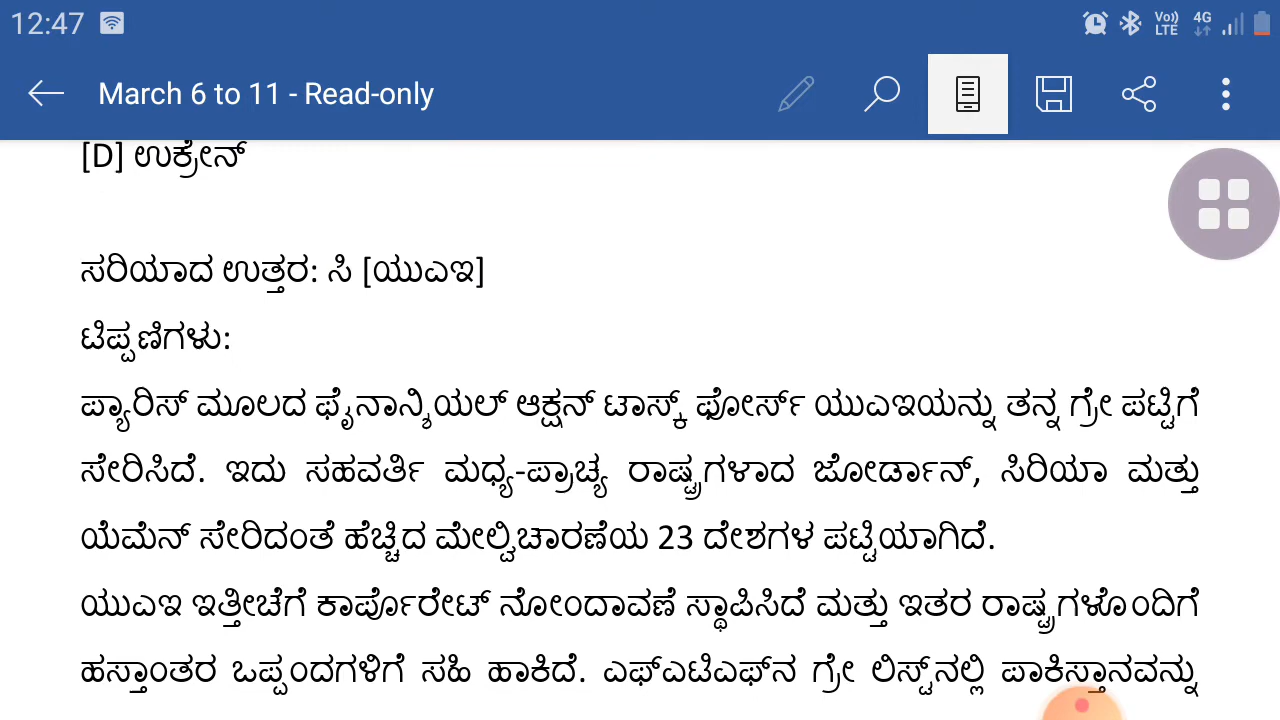 12:47 Vo)) LTE 4G
March 6 to 11 - Read-only
[D] ಉಕ್ರೇನ್
ಸರಿಯಾದ ಉತ್ತರ: ಸಿ [ಯುಎಇ]
ಟಿಪ್ಪಣಿಗಳು:
ಪ್ಯಾರಿಸ್ ಮೂಲದ ಫೈನಾನ್ಶಿಯಲ್ ಆಕ್ಷನ್ ಟಾಸ್ಕ್ ಫೋರ್ಸ್ ಯುಎಇಯನ್ನು ತನ್ನ ಗ್ರೇ ಪಟ್ಟಿಗೆ
ಸೇರಿಸಿದೆ. ಇದು ಸಹವರ್ತಿ ಮಧ್ಯ-ಪ್ರಾಚ್ಯ ರಾಷ್ಟ್ರಗಳಾದ ಜೋರ್ಡಾನ್, ಸಿರಿಯಾ ಮತ್ತು
ಯೆಮೆನ್ ಸೇರಿದಂತೆ ಹೆಚ್ಚಿದ ಮೇಲ್ವಿಚಾರಣೆಯ 23 ದೇಶಗಳ ಪಟ್ಟಿಯಾಗಿದೆ.
ಯುಎಇ ಇತ್ತೀಚೆಗೆ ಕಾರ್ಪೊರೇಟ್ ನೋಂದಾವಣೆ ಸ್ಥಾಪಿಸಿದೆ ಮತ್ತು ಇತರ ರಾಷ್ಟ್ರಗಳೊಂದಿಗೆ
ಹಸ್ತಾಂತರ ಒಪ್ಪಂದಗಳಿಗೆ ಸಹಿ ಹಾಕಿದೆ. ಎಫ್‌ಎಟಿಎಫ್‌ನ ಗ್ರೇ ಲಿಸ್ಟ್‌ನಲ್ಲಿ ಪಾಕಿಸ್ತಾನವನ್ನು